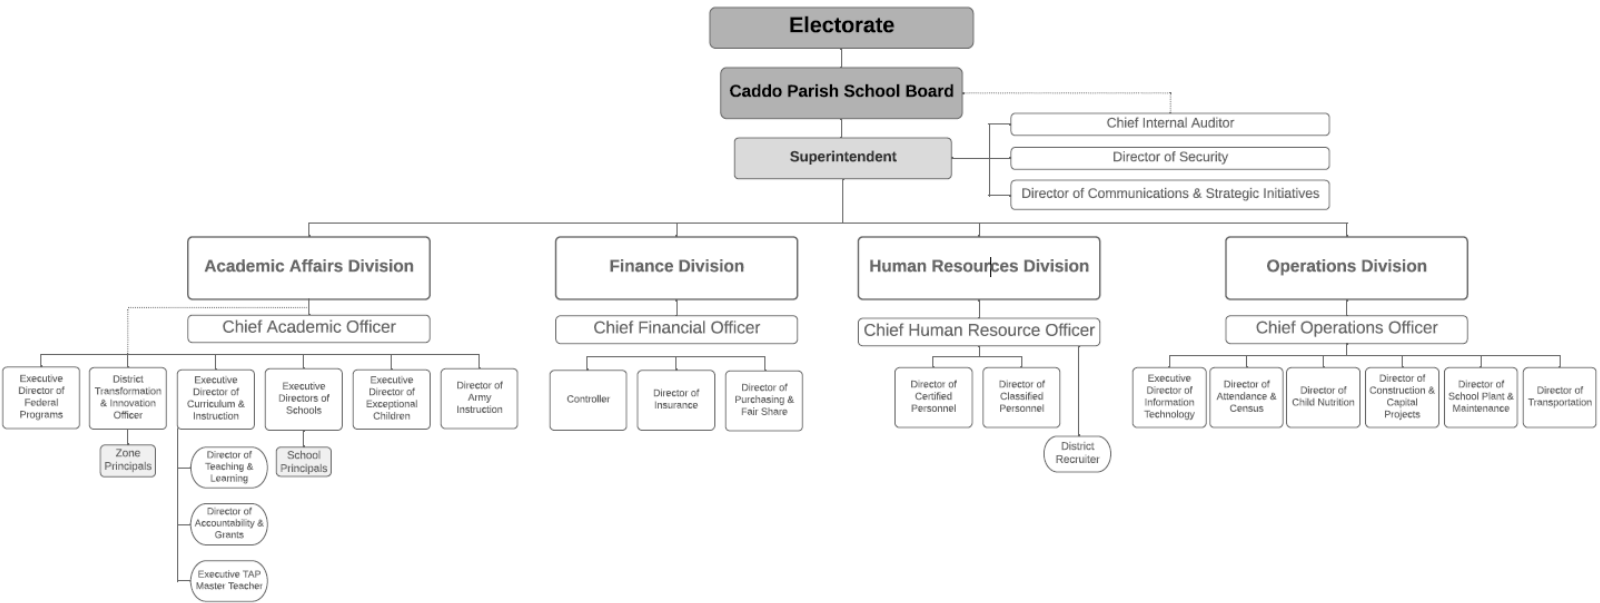 Electorate
Caddo Parish School Board
Superintendent
Chief Internal Auditor
Director of Security
Director of Communications & Strategic Initiatives
Academic Affairs Division
Finance Division
Human Resources Division
Operations Division
Chief Academic Officer
Chief Financial Officer
Chief Human Resource Officer
Chief Operations Officer
Executive
Director of
Federal
Programs
District
Transformation
& Innovation
Officer
Executive
Director of
Curriculum &
Instruction
Executive
Directors of
Schools
Executive
Director of
Exceptional
Children
Director of
Army
Instruction
Controller
Director of
Insurance
Director of
Purchasing &
Fair Share
Director of
Certified
Personnel
Director of
Classified
Personnel
Executive
Director of
Information
Technology
Director of
Attendance &
Census
Director of
Child Nutrition
Director of
Construction &
Capital
Projects
Director of
School Plant &
Maintenance
Director of
Transportation
Zone
Principals
Director of
Teaching &
Learning
School
Principals
District
Recruiter
Director of
Accountability &
Grants
Executive TAP
Master Teacher